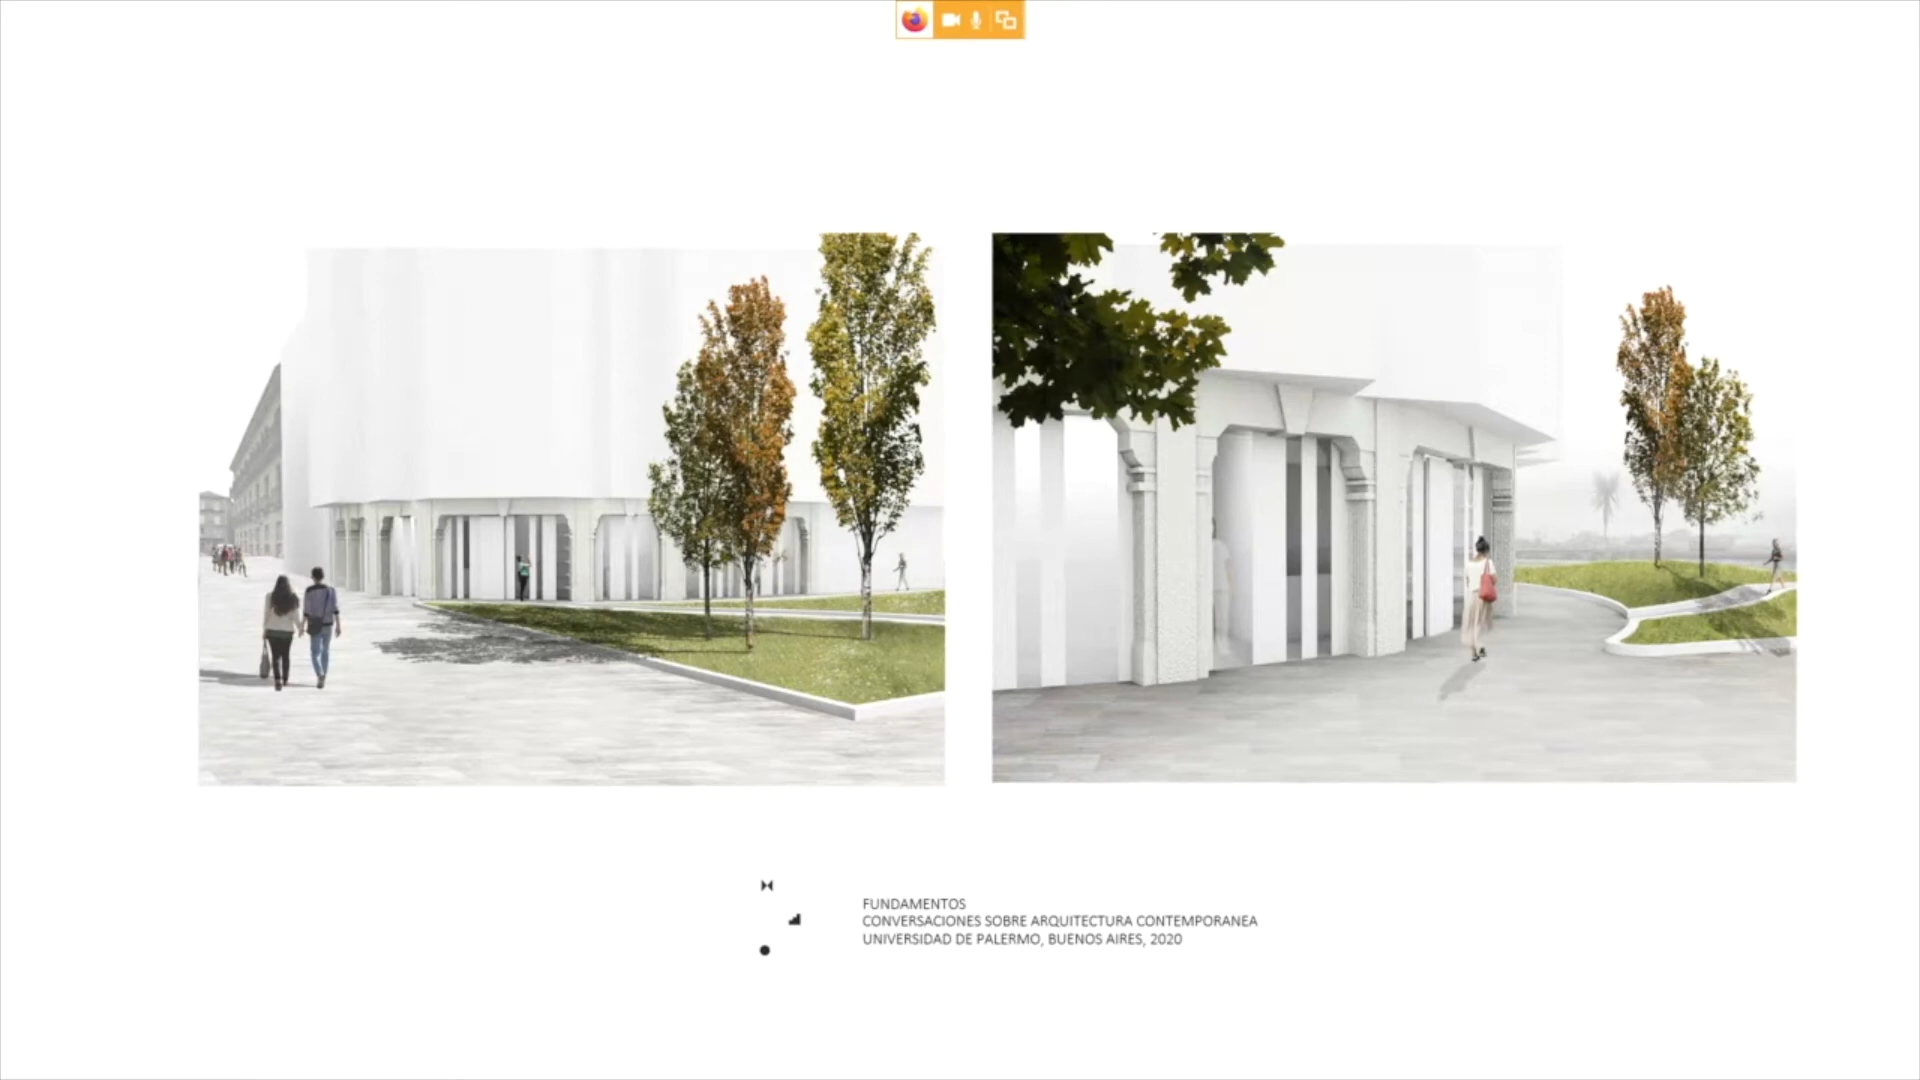 FUNDAMENTOS
CONVERSACIONES SOBRE ARQUITECTURA CONTEMPORANEA
UNIVERSIDAD DE PALERMO, BUENOS AIRES, 2020